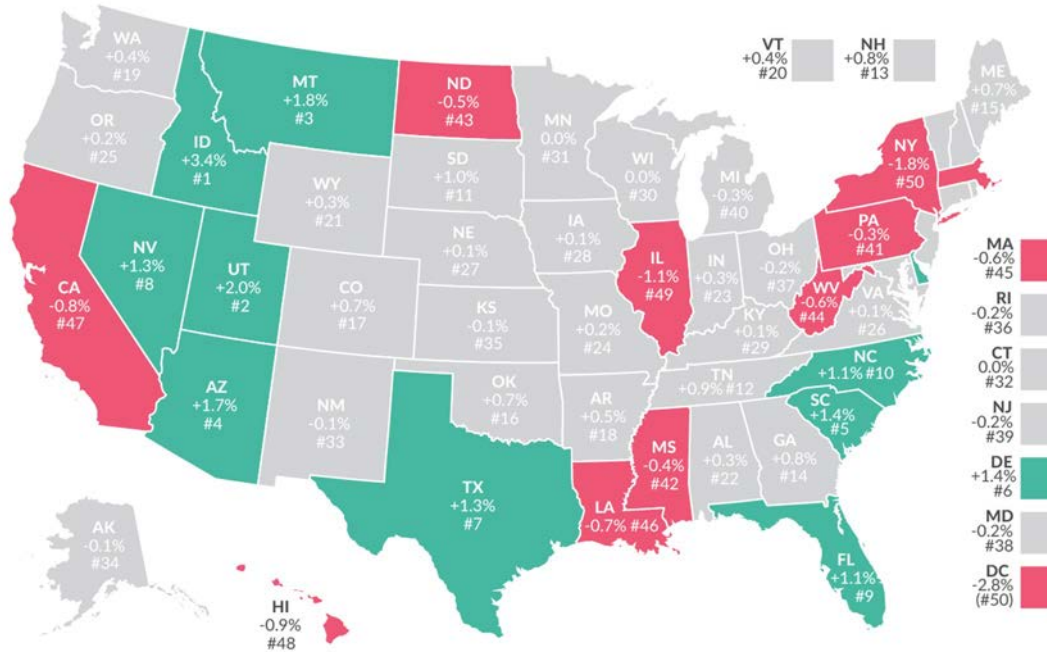 WA
+0.4%
#19
OR
+0.2%
#25
CA
-0.8%
#47
NV
+1.3%
#8
ID
+3.4%
#1
MT
+1.8%
#3
WY
+0.3%
#21
UT
+2.0%
#2
AZ
+1.7%
#4
CO
+0.7%
#17
NM
-0.1%
#33
ND
-0.5%
#43
SD
+1.0%
#11
NE
+0.1%
#27
KS
-0.1%
#35
OK
+0.7%
#16
TX
+1.3%
#7
MN
0.0%
#31
IA
+0.1%
#28
MO
+0.2%
#24
AR
+0.5%
#18
LA
-0.7% #46
WI
0.0%
#30
IL
-1.1%
#49
MS
-0.4%
#42
MI
-0.3%
#40
IN
+0.3%
#23
OH
-0.2%
#37
KY
+0.1%
#29
TN
+0.9% #12
AL
+0.3%
#22
GA
+0.8%
#14
FL
+1.1%
#9
SC
+1.4%
#5
NC
+1.1% #10
VA
+0.1%
#26
WV
-0.6%
#44
PA
-0.3%
#41
NY
-1.8%
#50
VT
+0.4%
#20
NH
+0.8%
#13
ME
+0.7%
#15
MA
-0.6%
#45
RI
-0.2%
#36
CT
0.0%
#32
NJ
-0.2%
#39
DE
+1.4%
#6
MD
-0.2%
#38
DC
-2.8%
(#50)
AK
-0.1%
#34
HI
-0.9%
#48